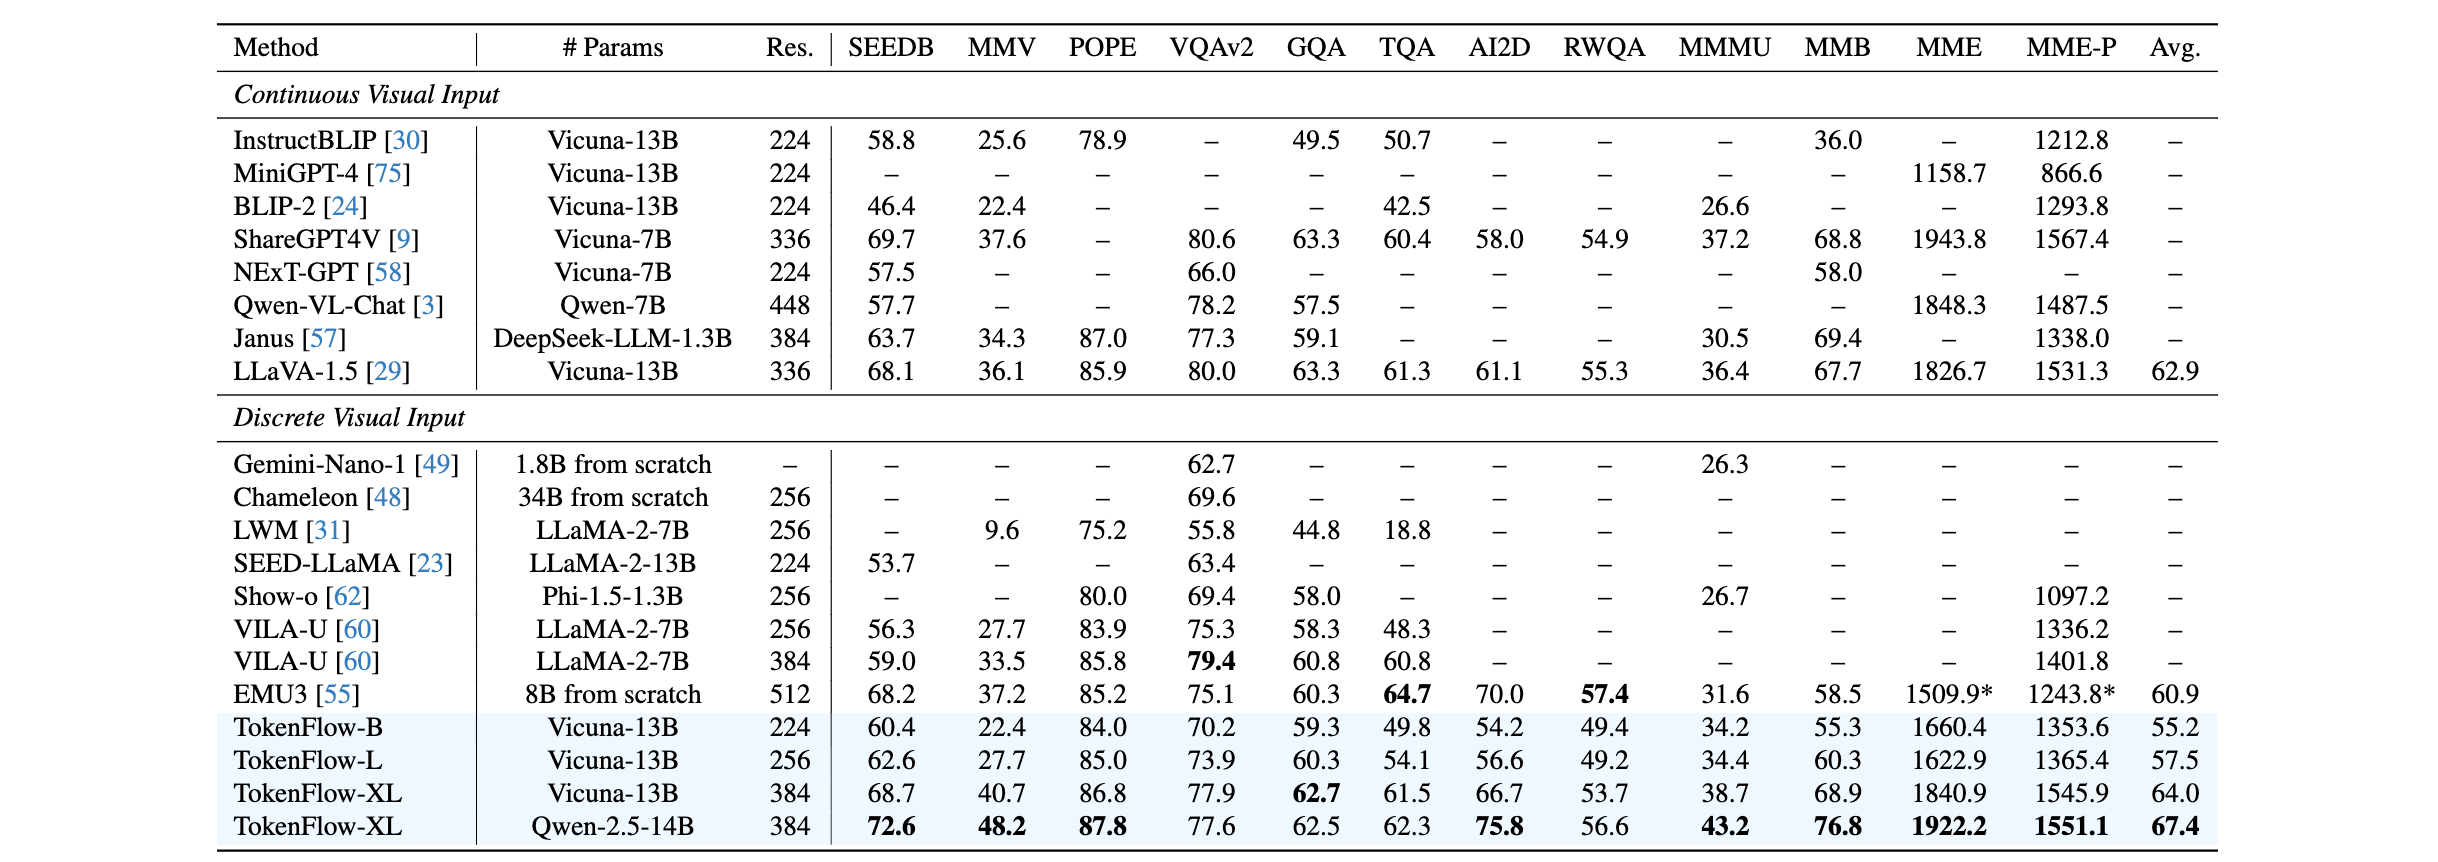 Method # Params Res. SEEDB MMV POPE VQAv2 GQA TQA AI2D RWQA MMMU MMB MME MME-P Avg.
Continuous Visual Input
InstructBLIP [30] Vicuna-13B 224 58.8 25.6 78.9 – 49.5 50.7 – – – 36.0 – 1212.8 –
MiniGPT-4 [75] Vicuna-13B 224 – – – – – – – – – – 1158.7 866.6 –
BLIP-2 [24] Vicuna-13B 224 46.4 22.4 – – – 42.5 – – 26.6 – – 1293.8 –
ShareGPT4V [9] Vicuna-7B 336 69.7 37.6 – 80.6 63.3 60.4 58.0 54.9 37.2 68.8 1943.8 1567.4 –
NExT-GPT [58] Vicuna-7B 224 57.5 – – 66.0 – – – – – 58.0 – – –
Qwen-VL-Chat [3] Qwen-7B 448 57.7 – – 78.2 57.5 – – – – – 1848.3 1487.5 –
Janus [57] DeepSeek-LLM-1.3B 384 63.7 34.3 87.0 77.3 59.1 – – – 30.5 69.4 – 1338.0 –
LLaVA-1.5 [29] Vicuna-13B 336 68.1 36.1 85.9 80.0 63.3 61.3 61.1 55.3 36.4 67.7 1826.7 1531.3 62.9
Discrete Visual Input
Gemini-Nano-1 [49] 1.8B from scratch – – – – 62.7 – – – – 26.3 – – – –
Chameleon [48] 34B from scratch 256 – – – 69.6 – – – – – – – – –
LWM [31] LLaMA-2-7B 256 – 9.6 75.2 55.8 44.8 18.8 – – – – – – –
SEED-LLaMA [23] LLaMA-2-13B 224 53.7 – – 63.4 – – – – – – – – –
Show-o [62] Phi-1.5-1.3B 256 – – 80.0 69.4 58.0 – – – 26.7 – – 1097.2 –
VILA-U [60] LLaMA-2-7B 256 56.3 27.7 83.9 75.3 58.3 48.3 – – – – – 1336.2 –
VILA-U [60] LLaMA-2-7B 384 59.0 33.5 85.8 79.4 60.8 60.8 – – – – – 1401.8 –
EMU3 [55] 8B from scratch 512 68.2 37.2 85.2 75.1 60.3 64.7 70.0 57.4 31.6 58.5 1509.9* 1243.8* 60.9
TokenFlow-B Vicuna-13B 224 60.4 22.4 84.0 70.2 59.3 49.8 54.2 49.4 34.2 55.3 1660.4 1353.6 55.2
TokenFlow-L Vicuna-13B 256 62.6 27.7 85.0 73.9 60.3 54.1 56.6 49.2 34.4 60.3 1622.9 1365.4 57.5
TokenFlow-XL Vicuna-13B 384 68.7 40.7 86.8 77.9 62.7 61.5 66.7 53.7 38.7 68.9 1840.9 1545.9 64.0
TokenFlow-XL Qwen-2.5-14B 384 72.6 48.2 87.8 77.6 62.5 62.3 75.8 56.6 43.2 76.8 1922.2 1551.1 67.4